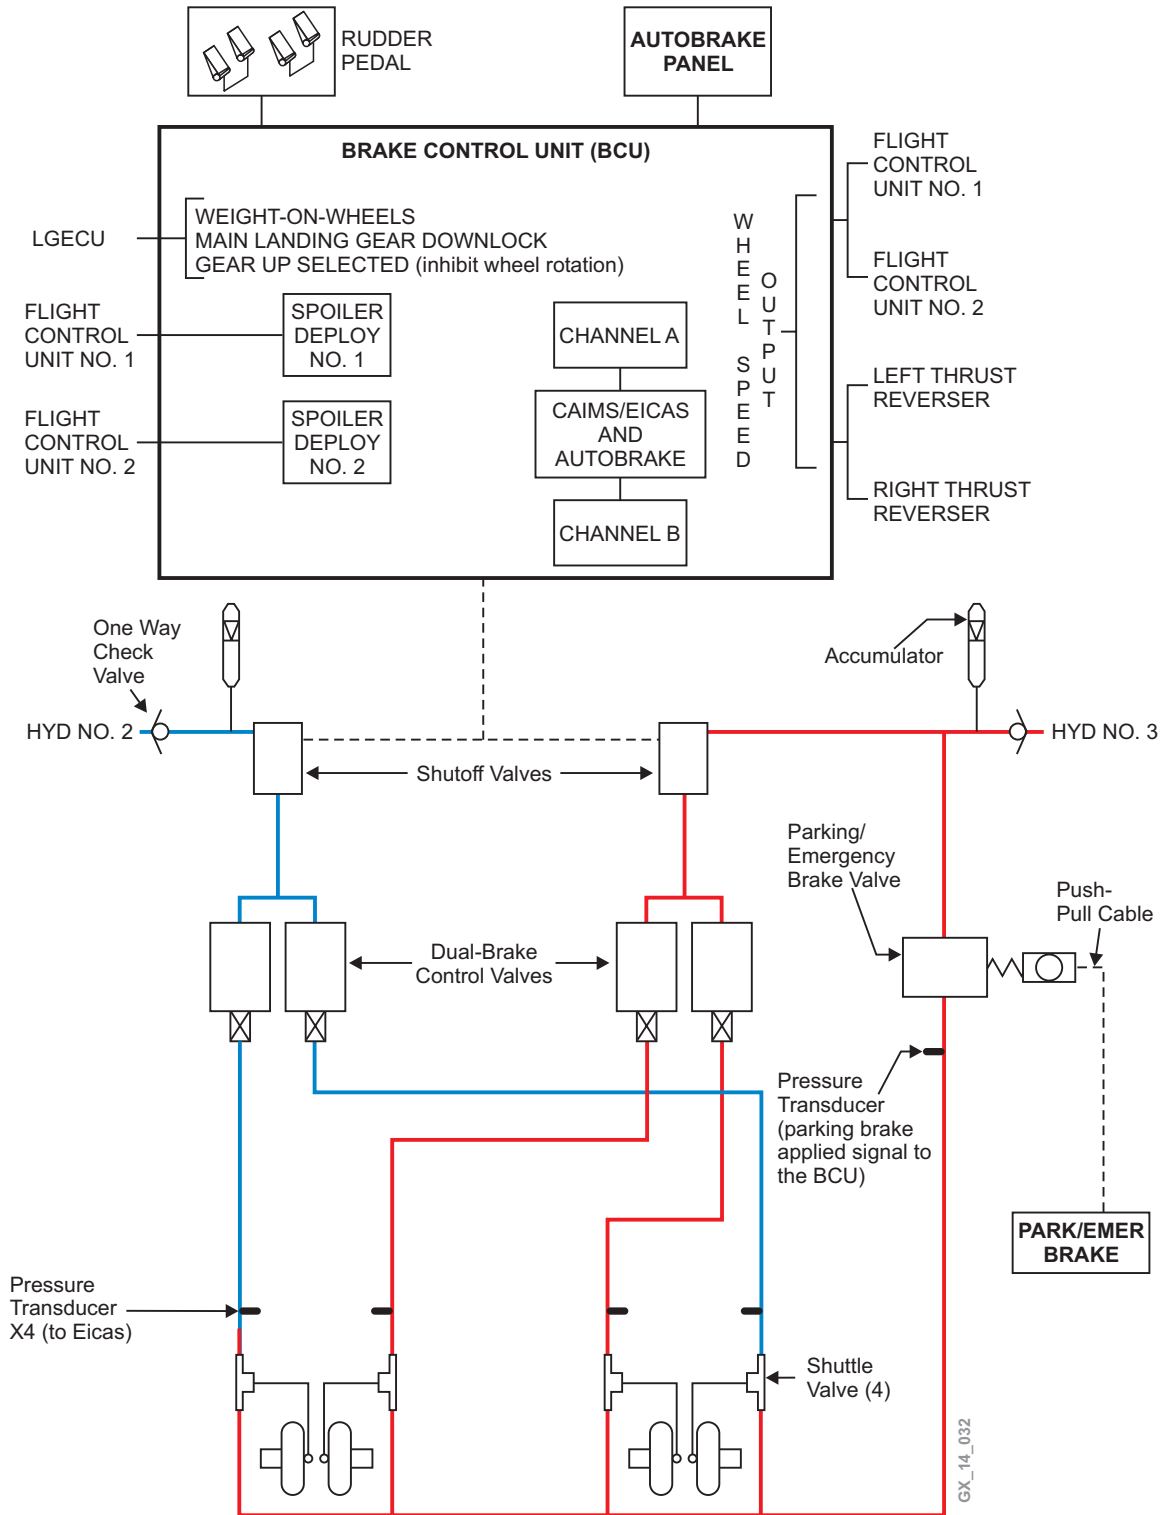 RUDDER
PEDAL
AUTOBRAKE
PANEL
BRAKE CONTROL UNIT (BCU)
LGECU
WEIGHT-ON-WHEELS
MAIN LANDING GEAR DOWNLOCK
GEAR UP SELECTED (inhibit wheel rotation)
FLIGHT
CONTROL
UNIT NO. 1
SPOILER
DEPLOY
NO. 1
FLIGHT
CONTROL
UNIT NO. 2
SPOILER
DEPLOY
NO. 2
CHANNEL A
CAIMS/EICAS
AND
AUTOBRAKE
CHANNEL B
WHEEL SPEED
OUTPUT
FLIGHT
CONTROL
UNIT NO. 1
FLIGHT
CONTROL
UNIT NO. 2
LEFT THRUST
REVERSER
RIGHT THRUST
REVERSER
One Way
Check
Valve
HYD NO. 2
Accumulator
HYD NO. 3
Shutoff Valves
Parking/
Emergency
Brake Valve
Push-
Pull Cable
Dual-Brake
Control Valves
Pressure
Transducer
(parking brake
applied signal to
the BCU)
PARK/EMER
BRAKE
Pressure
Transducer
X4 (to Eicas)
Shuttle
Valve (4)
GX_14_032